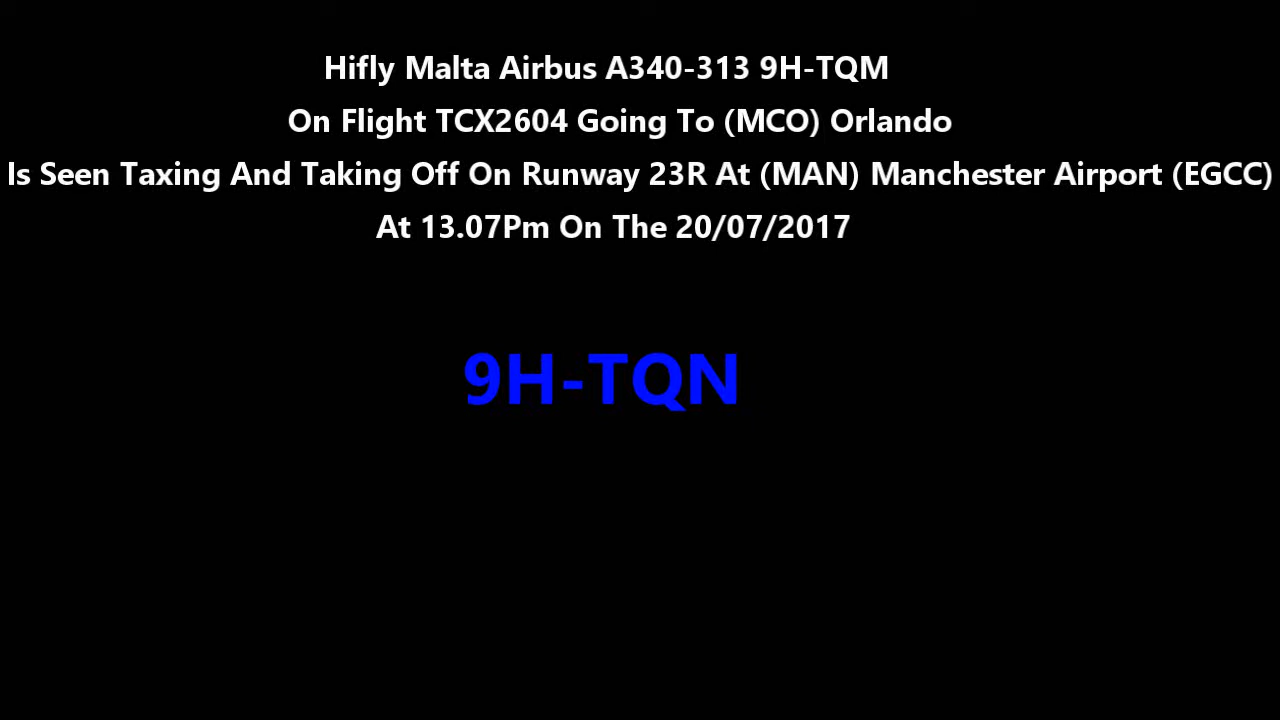 Hifly Malta Airbus A340-313 9H-TQM
On Flight TCX2604 Going To (MCO) Orlando
Is Seen Taxing And Taking Off On Runway 23R At (MAN) Manchester Airport (EGCC)
At 13.07Pm On The 20/07/2017
9H-TQN